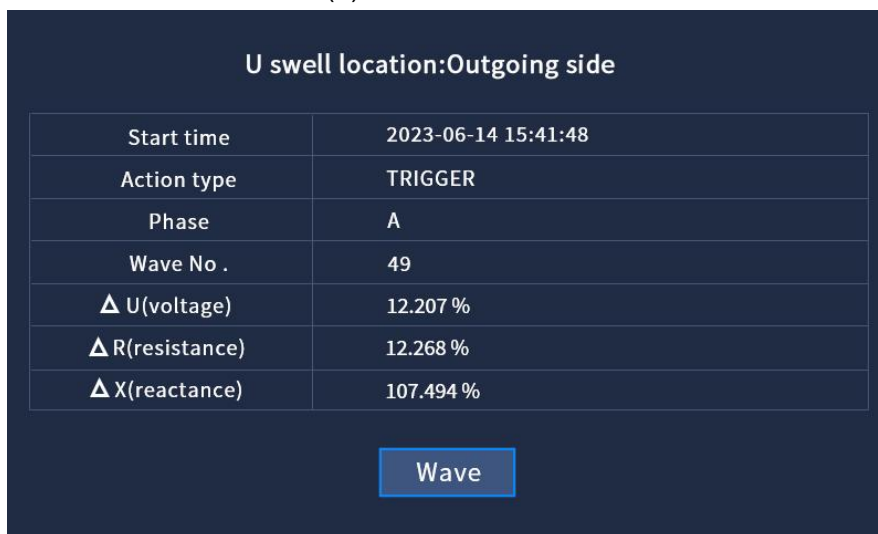 U swell location:Outgoing side
Start time 2023-06-14 15:41:48
Action type TRIGGER
Phase A
Wave No . 49
Δ U(voltage) 12.207 %
Δ R(resistance) 12.268 %
Δ X(reactance) 107.494 %
Wave